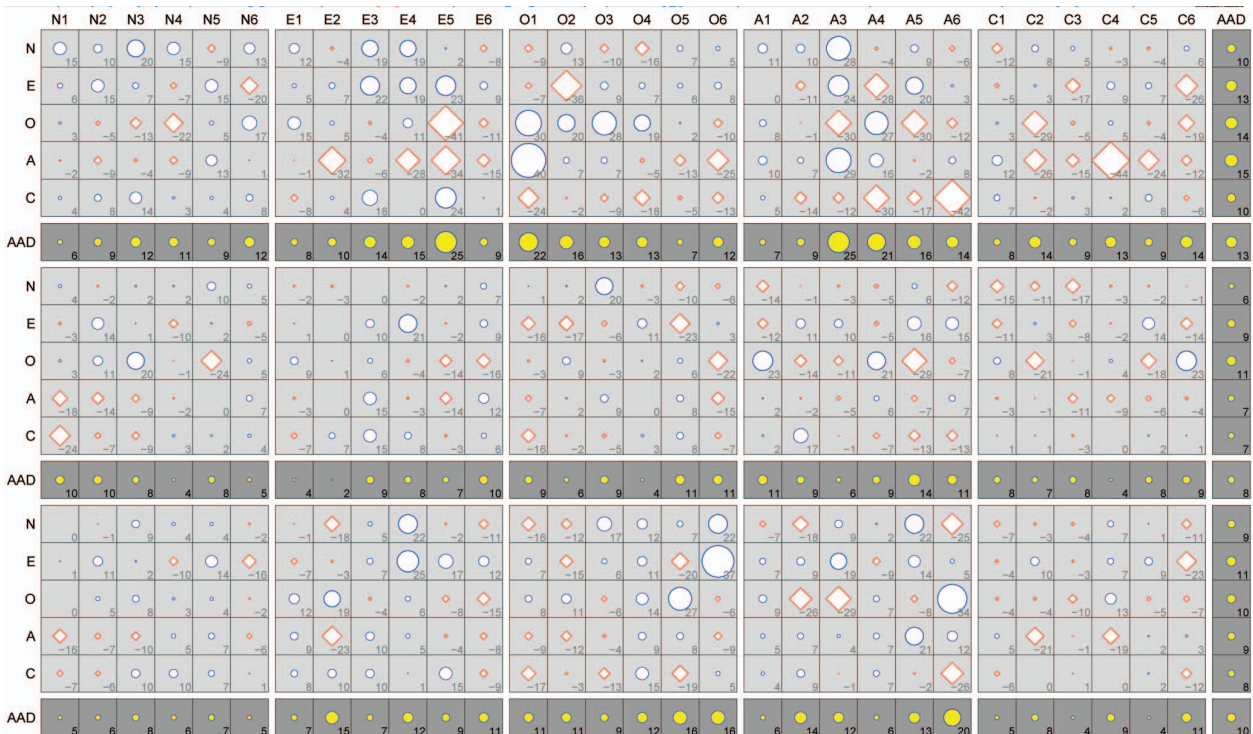 N1 N2 N3 N4 N5 N6 E1 E2 E3 E4 E5 E6 O1 O2 O3 O4 O5 O6 A1 A2 A3 A4 A5 A6 C1 C2 C3 C4 C5 C6 AAD
N 15 10 20 15 −9 13 12 −4 19 19 2 −8 −9 13 −10 −16 7 5 11 10 28 −4 9 −6 −12 8 5 −3 −4 6 10
E 6 15 7 −7 15 −20 5 7 22 19 23 9 −7 −36 9 7 6 8 0 −11 24 −28 20 3 −5 3 −17 −9 9 −26 13
O 3 −5 −13 −22 5 17 15 5 −4 11 −41 −11 30 20 28 19 2 −10 8 −1 −30 27 −30 −12 −5 −29 −5 5 −4 −19 14
A −2 −9 −4 −9 13 1 −1 −32 −6 −28 −35 −15 40 7 7 −5 −13 −25 10 7 29 16 −2 8 12 −26 −15 −44 −24 −12 15
C 4 8 14 3 4 8 −8 4 18 0 24 1 −24 −2 −9 −18 −5 −13 5 −14 −12 −30 −17 −42 7 2 −2 3 8 −6 10
AAD 6 9 12 11 9 12 8 10 14 15 25 9 22 16 13 13 7 12 7 9 25 21 16 14 8 14 9 13 9 14 13
N −4 −2 2 2 10 5 −4 −3 0 −2 2 7 1 2 20 −3 −10 −6 −14 −1 −3 −5 6 −12 −15 −11 −17 −3 −2 −1 6
E −3 14 1 −10 2 −5 1 0 10 21 −2 9 −16 −17 −6 11 −23 3 −12 11 11 −5 16 15 −11 3 −8 −5 14 −14 9
O 3 11 20 −1 −24 5 9 1 6 −4 −14 −16 −3 9 −3 −3 5 −22 23 −14 −11 21 −29 −7 8 −21 −1 4 −18 23 11
A −18 −14 −9 −2 0 7 −3 0 15 −3 −14 12 −7 2 9 0 8 −15 2 −2 −5 6 −7 6 −3 −1 −11 −9 −6 −4 7
C −24 −7 −9 3 2 4 −7 7 15 8 −3 6 −16 −2 −5 −3 8 −7 2 17 1 −7 −13 −13 1 1 −3 0 1 1 7
AAD 10 10 8 4 8 5 4 2 9 8 7 10 9 6 9 4 11 11 11 9 6 9 14 11 8 7 8 4 8 9 8
N 0 −1 9 4 4 −2 −1 −18 5 22 −2 −11 −16 −12 17 12 7 22 −7 −18 9 2 22 −25 −4 −3 −4 7 1 −11 9
E 1 11 2 −10 14 −16 −7 −3 7 28 17 12 7 −15 −6 11 −20 37 7 7 19 −9 9 5 −4 10 −3 7 9 −23 11
O 0 5 8 3 4 −2 12 19 −4 6 −8 −15 10 11 −6 14 27 −6 9 −26 −29 7 −5 34 −4 −4 −10 13 −5 −7 10
A −16 −6 −10 5 7 −6 9 −23 10 2 −5 −9 −11 −12 −4 8 8 −9 7 5 4 7 21 12 6 −21 −1 −19 2 3 9
C −7 −6 10 10 7 1 8 9 10 −1 15 −9 −17 −3 −13 15 −19 5 4 9 −1 7 −2 −26 −6 0 1 0 2 −12 8
AAD 5 6 8 6 7 5 7 15 7 12 9 11 12 11 9 12 16 16 6 14 12 6 13 20 5 8 4 9 4 11 10